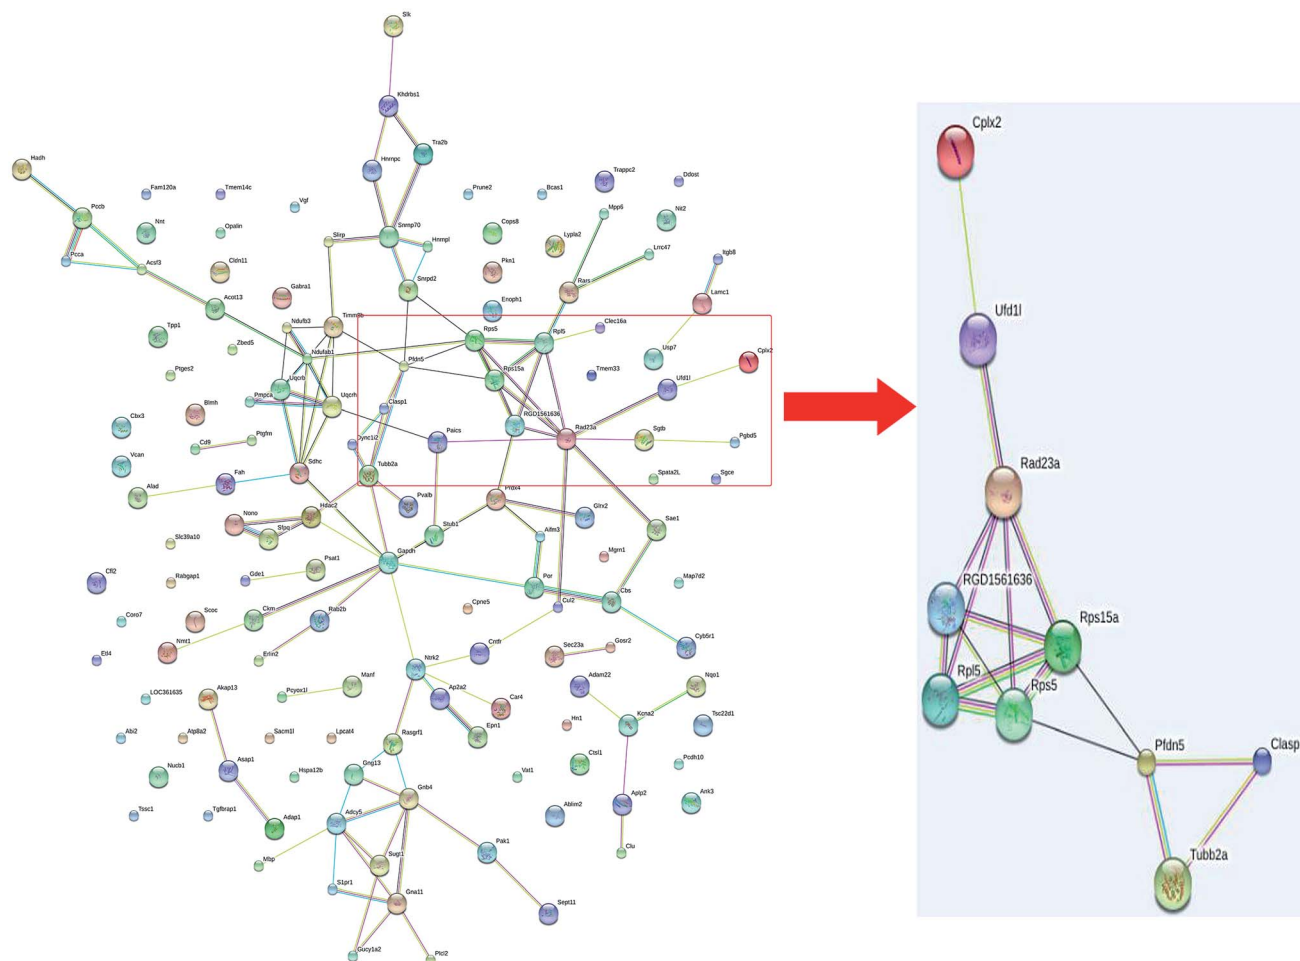 Slk
Khdrbs1
Tra2b
Hnrnpc
Hadh
Trappc2
Ddost
Fam120a
Tmem14c
Prune2
Bcas1
Vgf
Pccb
Mpp6
Nit2
Nnt
Opalin
Snrnp70
Cops8
Slirp
Hnrnpl
Lypla2
Lrrc47
Pcca
Acsf3
Cldn11
Pkn1
Itgb8
Snrpd2
Rars
Gabra1
Lamc1
Acot13
Enoph1
Ndufb3
Clec16a
Tpp1
Rps5
Rpl5
Zbed5
Ndufab1
Usp7
Cplx2
Pfdn5
Ptges2
Rps15a
Tmem33
Ufd1l
Uqcrb
Pmpca
Uqcrh
Clasp1
Blmh
RGD1561636
Cbx3
Rad23a
Ptgfrn
Paics
Sgtb
Pgbd5
Cd9
Dync1i2
Vcan
Sdhc
Tubb2a
Fah
Spata2L
Sgce
Alad
Prdx4
Pvalb
Hdac2
Glrx2
Nono
Sae1
Sfpq
Stub1
Aifm3
Slc39a10
Gapdh
Mgrn1
Psat1
Cfl2
Rabgap1
Gde1
Por
Map7d2
Cbs
Cpne5
Cul2
Coro7
Scoc
Ckm
Rab2b
Cyb5r1
Nmt1
Cntfr
Sec23a
Gosr2
Etl4
Erlin2
Ntrk2
Manf
Adam22
Nqo1
LOC361635
Akap13
Pcyox1l
Ap2a2
Car4
Kcna2
Tsc22d1
Hn1
Abi2
Atp8a2
Sacm1l
Lpcat4
Rasgrf1
Epn1
Nucb1
Asap1
Hspa12b
Gng13
Vat1
Ctsl1
Pcdh10
Gnb4
Tssc1
Tgfbrap1
Adap1
Adcy5
Ablim2
Aplp2
Ank3
Mbp
Sugt1
Pak1
Clu
S1pr1
Gna11
Sept11
Gucy1a2
Plcl2
Cplx2
Ufd1l
Rad23a
RGD1561636
Rps15a
Rpl5
Rps5
Pfdn5
Clasp
Tubb2a